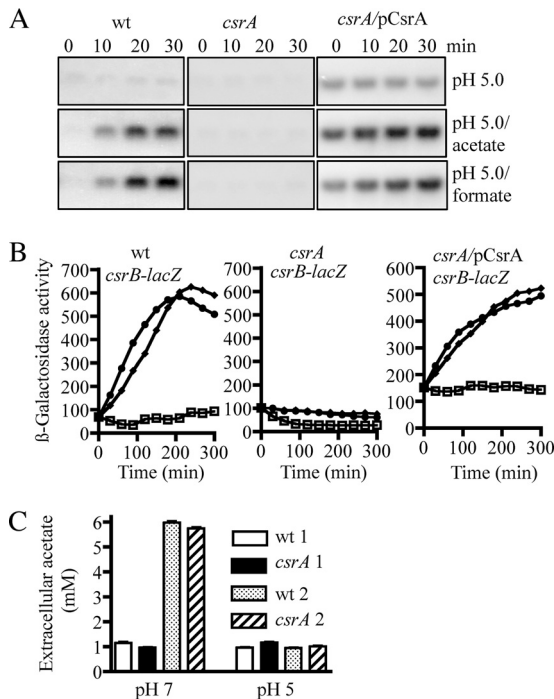 A
wt csrA csrA/pCsrA
0 10 20 30 0 10 20 30 0 10 20 30 min
pH 5.0
pH 5.0/
acetate
pH 5.0/
formate
B
wt csrA csrA/pCsrA
csrB-lacZ csrB-lacZ csrB-lacZ
ß-Galactosidase activity
700
600
500
400
300
200
100
0
0 100 200 300
Time (min)
700
600
500
400
300
200
100
0
0 100 200 300
Time (min)
600
500
400
300
200
100
0
0 100 200 300
Time (min)
C
Extracellular acetate
(mM)
6
5
4
3
2
1
0
pH 7 pH 5
wt 1
csrA 1
wt 2
csrA 2